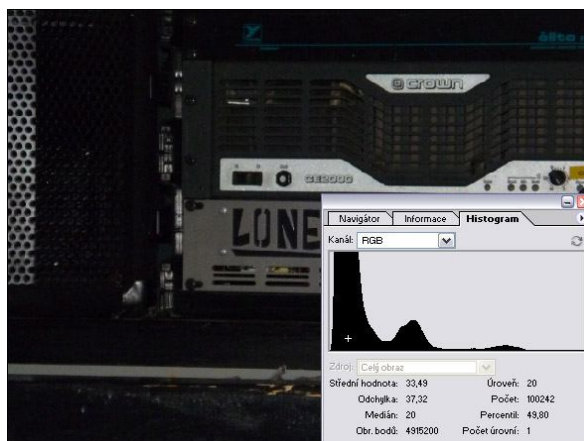 élite
crown
CE2000
LONE
Navigátor Informace Histogram
Kanál: RGB
Zdroj: Celý obraz
Střední hodnota: 33,49 Úroveň: 20
Odchylka: 37,32 Počet: 100242
Medián: 20 Percentil: 49,80
Obr. bodů: 4915200 Počet úrovní: 1